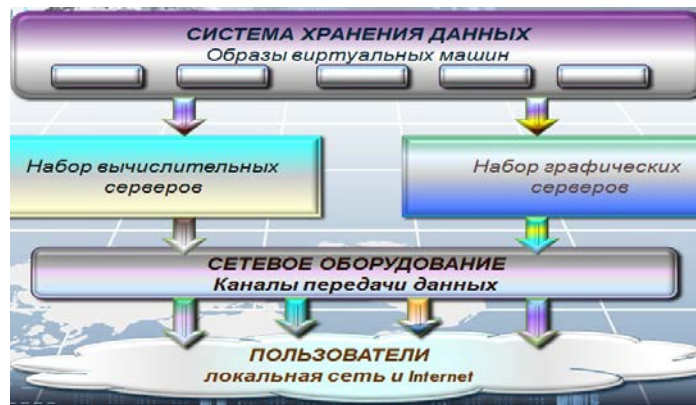 СИСТЕМА ХРАНЕНИЯ ДАННЫХ
Образы виртуальных машин
Набор вычислительных
серверов
Набор графических
серверов
СЕТЕВОЕ ОБОРУДОВАНИЕ
Каналы передачи данных
ПОЛЬЗОВАТЕЛИ
локальная сеть и Internet